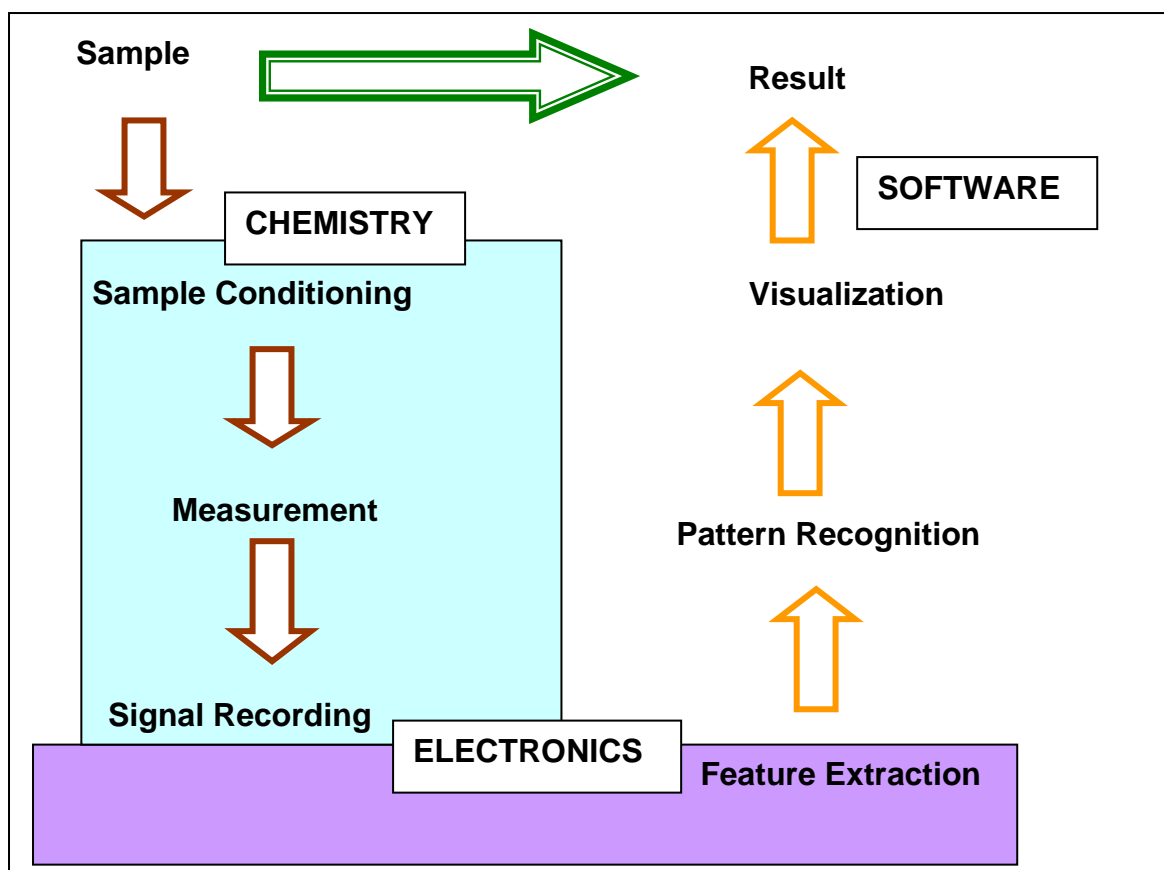 Sample
Result
SOFTWARE
CHEMISTRY
Sample Conditioning
Visualization
Measurement
Pattern Recognition
Signal Recording
ELECTRONICS
Feature Extraction